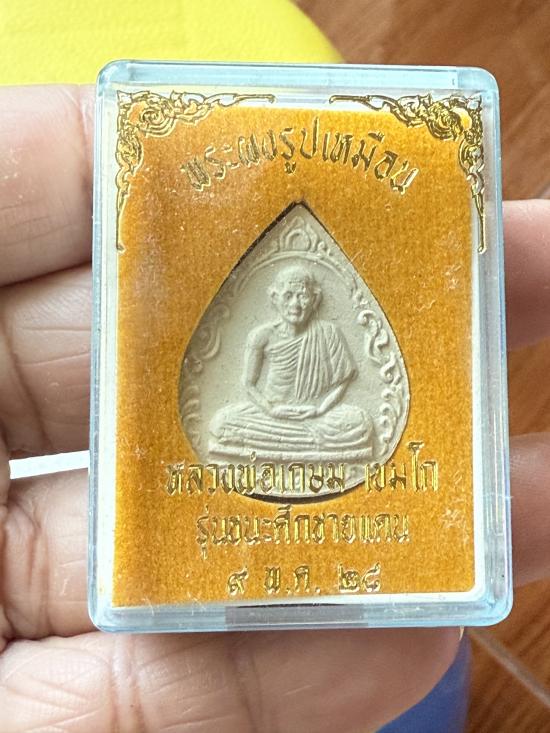 พระผงรูปเหมือน
หลวงพ่อเกษม เขมโก
รุ่นชนะศึกชายแดน
๙ พ.ค. ๒๘